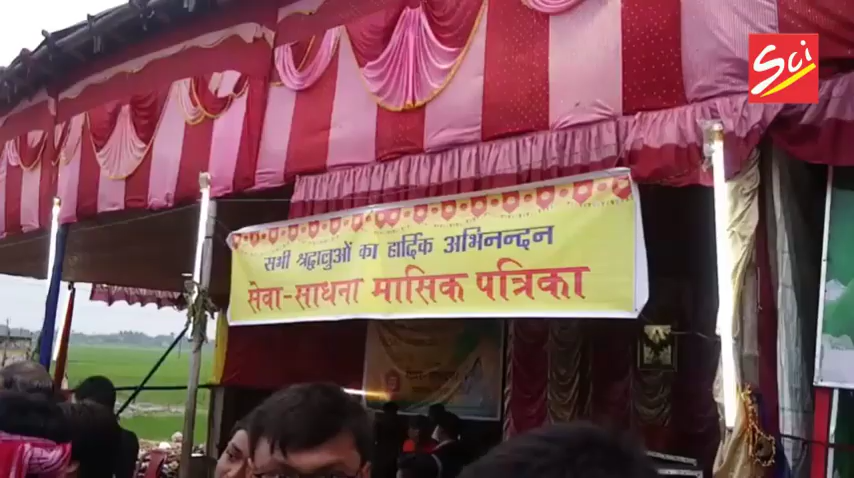 Sci
सभी श्रद्धालुओं का हार्दिक अभिनन्दन
सेवा-साधना मासिक पत्रिका